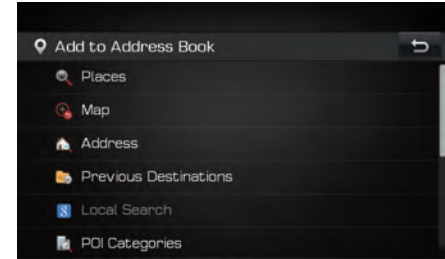 Add to Address Book
Places
Map
Address
Previous Destinations
Local Search
POI Categories